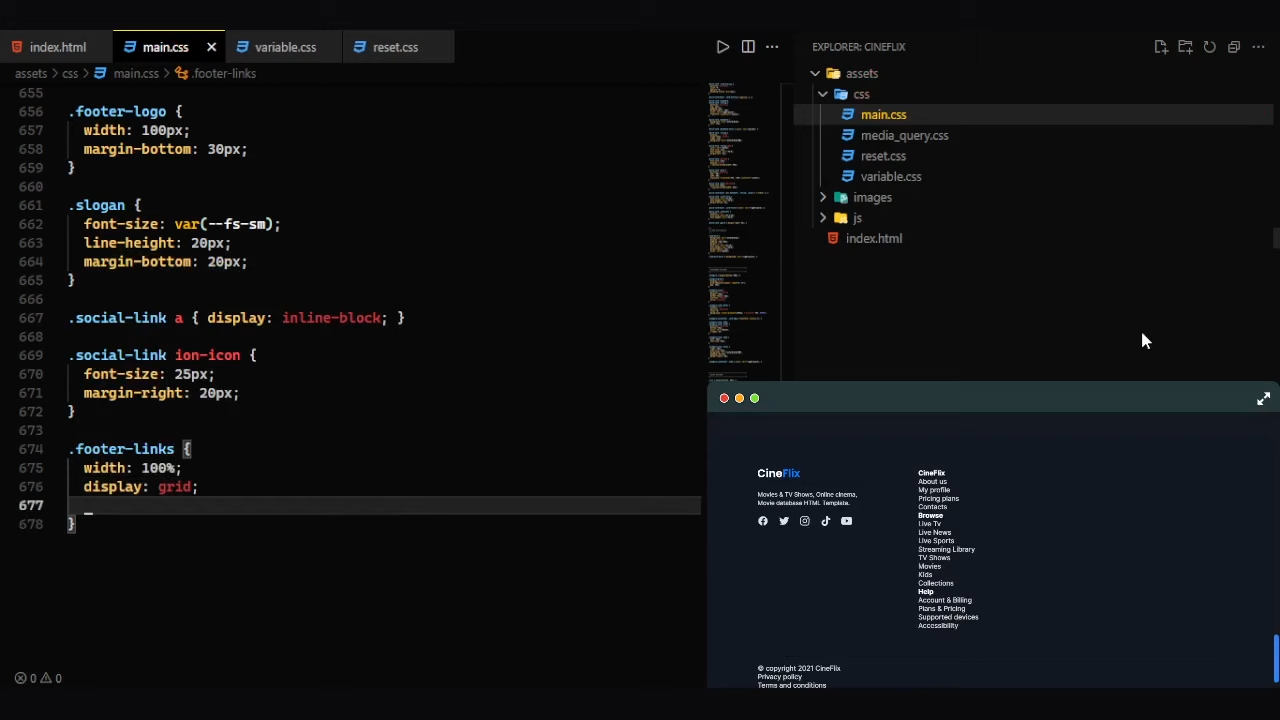 index.html
main.css
variable.css
reset.css
assets > css > main.css > .footer-links
655
656 .footer-logo {
657 width: 100px;
658 margin-bottom: 30px;
659 }
660
661 .slogan {
662 font-size: var(--fs-sm);
663 line-height: 20px;
664 margin-bottom: 20px;
665 }
666
667 .social-link a { display: inline-block; }
668
669 .social-link ion-icon {
670 font-size: 25px;
671 margin-right: 20px;
672 }
673
674 .footer-links {
675 width: 100%;
676 display: grid;
677
678 }
0 0
EXPLORER: CINEFLIX
assets
css
main.css
media_query.css
reset.css
variable.css
images
js
index.html
CineFlix
Movies & TV Shows, Online cinema,
Movie database HTML Template.
CineFlix
About us
My profile
Pricing plans
Contacts
Browse
Live Tv
Live News
Live Sports
Streaming Library
TV Shows
Movies
Kids
Collections
Help
Account & Billing
Plans & Pricing
Supported devices
Accessibility
© copyright 2021 CineFlix
Privacy policy
Terms and conditions